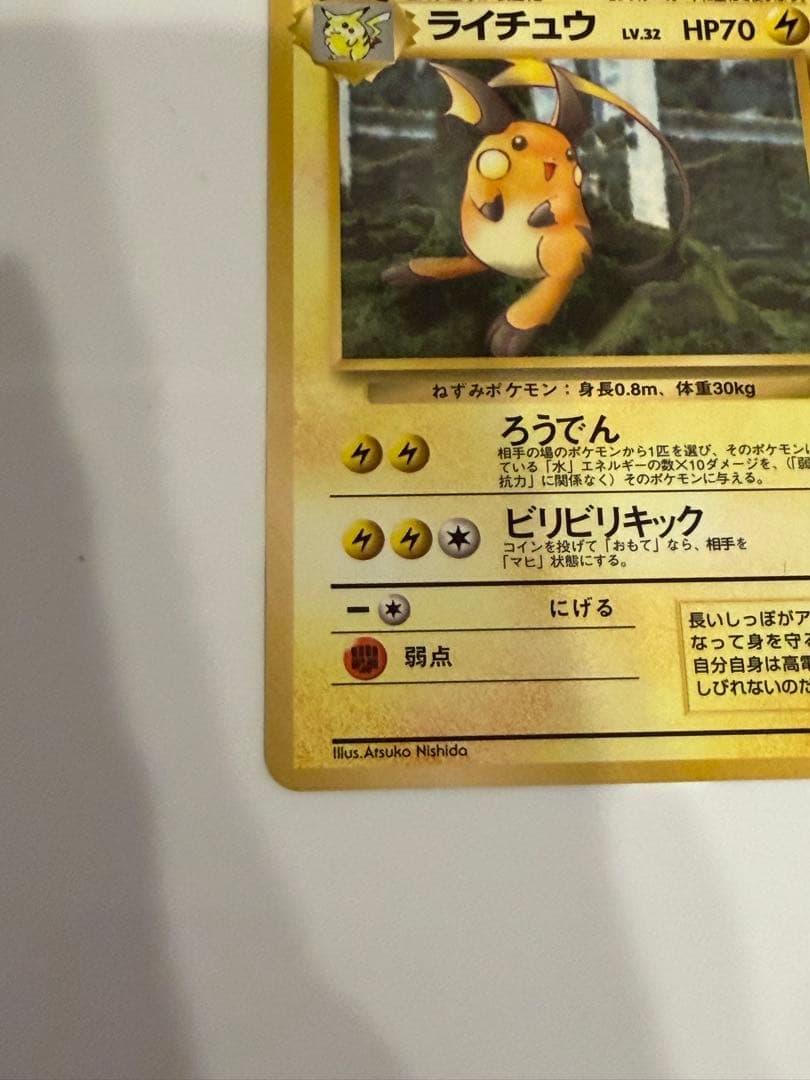 ライチュウ LV.32 HP70
ねずみポケモン：身長0.8m、体重30kg
ろうでん
相手の場のポケモンから1匹を選び、そのポケモンに
ている「水」エネルギーの数×10ダメージを、（「弱
抗力」に関係なく）そのポケモンに与える。
ビリビリキック
コインを投げて「おもて」なら、相手を
「マヒ」状態にする。
にげる
弱点
長いしっぽがア
なって身を守る
自分自身は高電
しびれないのだ
Illus.Atsuko Nishida